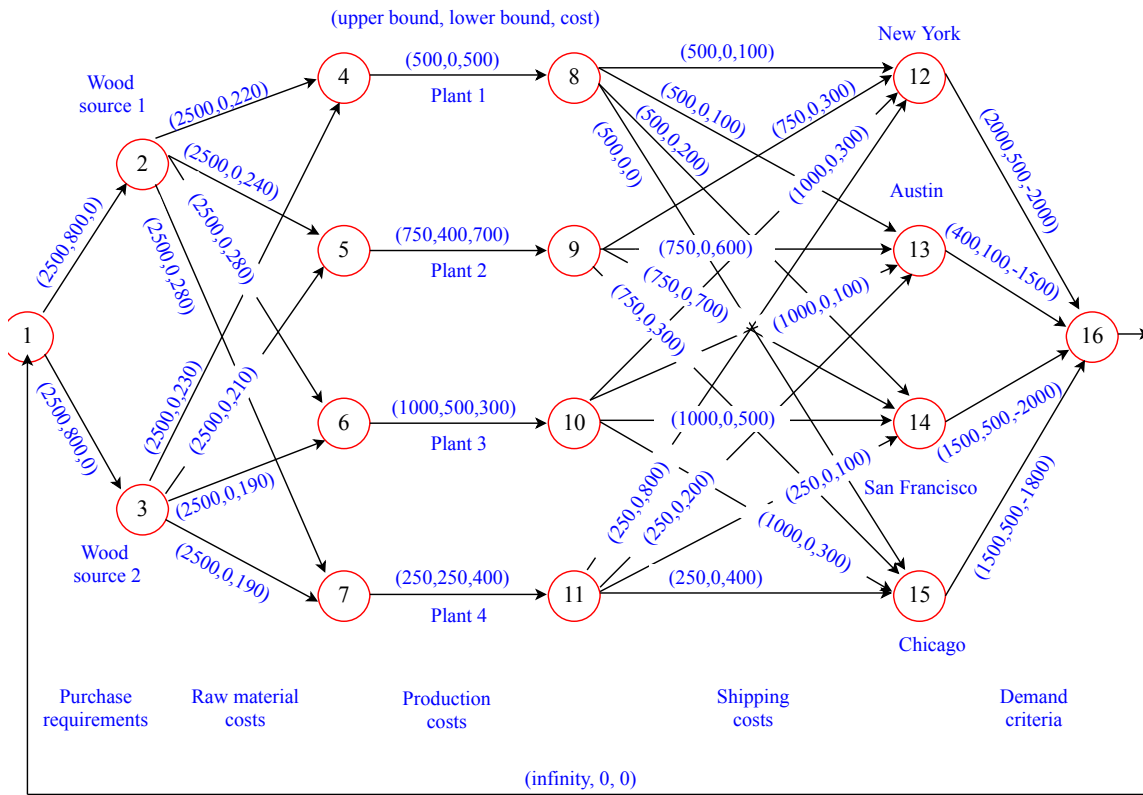 (upper bound, lower bound, cost)
New York
Wood
source 1
4
(500,0,500)
Plant 1
8
(500,0,100)
12
(2500,0,220)
(500,0,100)
(500,0,200)
(500,0,0)
(750,0,300)
(1000,0,300)
(2000,500,-2000)
2
(2500,0,240)
(2500,0,280)
(2500,0,280)
Austin
(2500,800,0)
5
(750,400,700)
Plant 2
9
(750,0,600)
(750,0,700)
(750,0,300)
(1000,0,100)
13
(400,100,-1500)
1
16
(2500,800,0)
(2500,0,230)
(2500,0,210)
6
(1000,500,300)
Plant 3
10
(1000,0,500)
14
(1500,500,-2000)
San Francisco
(2500,0,190)
3
Wood
source 2
(2500,0,190)
(250,0,800)
(250,0,200)
(250,0,100)
(1000,0,300)
(1500,500,-1800)
7
(250,250,400)
Plant 4
11
(250,0,400)
15
Chicago
Purchase
requirements
Raw material
costs
Production
costs
Shipping
costs
Demand
criteria
(infinity, 0, 0)